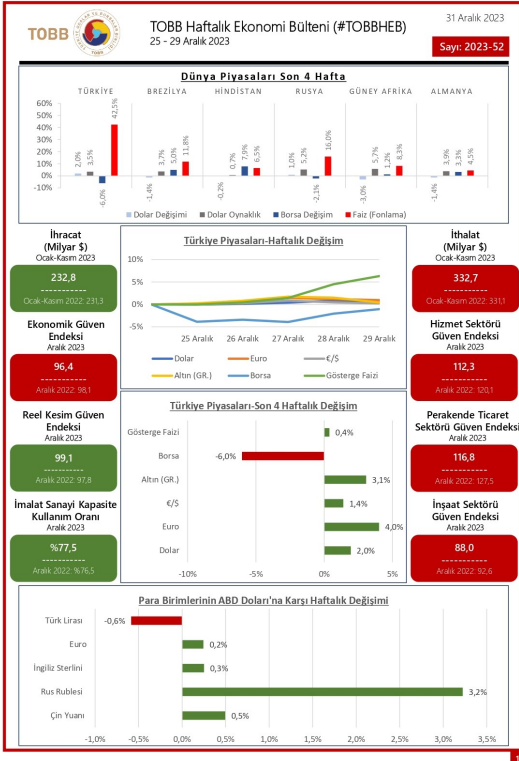 TOBB
TOBB Haftalık Ekonomi Bülteni (#TOBBHEB)
25 - 29 Aralık 2023
31 Aralık 2023
Sayı: 2023-52
Dünya Piyasaları Son 4 Hafta
TÜRKİYE BREZİLYA HİNDİSTAN RUSYA GÜNEY AFRİKA ALMANYA
60%
50%
40%
30%
20%
10%
0%
-10%
2,0% 3,5% -6,0% 42,5%
-1,4% 3,7% 5,0% 11,8%
-0,2% 0,7% 7,9% 6,5%
1,0% 5,2% -2,1% 16,0%
-3,0% 5,7% 1,2% 8,3%
-1,4% 3,9% 3,3% 4,5%
Dolar Değişimi Dolar Oynaklık Borsa Değişim Faiz (Fonlama)
İhracat
(Milyar $)
Ocak-Kasım 2023
232,8
-----------
Ocak-Kasım 2022: 231,3
Ekonomik Güven
Endeksi
Aralık 2023
96,4
-----------
Aralık 2022: 98,1
Reel Kesim Güven
Endeksi
Aralık 2023
99,1
-----------
Aralık 2022: 97,8
İmalat Sanayi Kapasite
Kullanım Oranı
Aralık 2023
%77,5
-----------
Aralık 2022: %76,5
Türkiye Piyasaları-Haftalık Değişim
10%
5%
0%
-5%
25 Aralık 26 Aralık 27 Aralık 28 Aralık 29 Aralık
Dolar Euro €/$
Altın (GR.) Borsa Gösterge Faizi
Türkiye Piyasaları-Son 4 Haftalık Değişim
Gösterge Faizi 0,4%
Borsa -6,0%
Altın (GR.) 3,1%
€/$ 1,4%
Euro 4,0%
Dolar 2,0%
-10% -5% 0% 5%
İthalat
(Milyar $)
Ocak-Kasım 2023
332,7
-----------
Ocak-Kasım 2022: 331,1
Hizmet Sektörü
Güven Endeksi
Aralık 2023
112,3
-----------
Aralık 2022: 120,1
Perakende Ticaret
Sektörü Güven Endeksi
Aralık 2023
116,8
-----------
Aralık 2022: 127,5
İnşaat Sektörü
Güven Endeksi
Aralık 2023
88,0
-----------
Aralık 2022: 92,6
Para Birimlerinin ABD Doları'na Karşı Haftalık Değişimi
Türk Lirası -0,6%
Euro 0,2%
İngiliz Sterlini 0,3%
Rus Rublesi 3,2%
Çin Yuanı 0,5%
-1,0% -0,5% 0,0% 0,5% 1,0% 1,5% 2,0% 2,5% 3,0% 3,5%
1